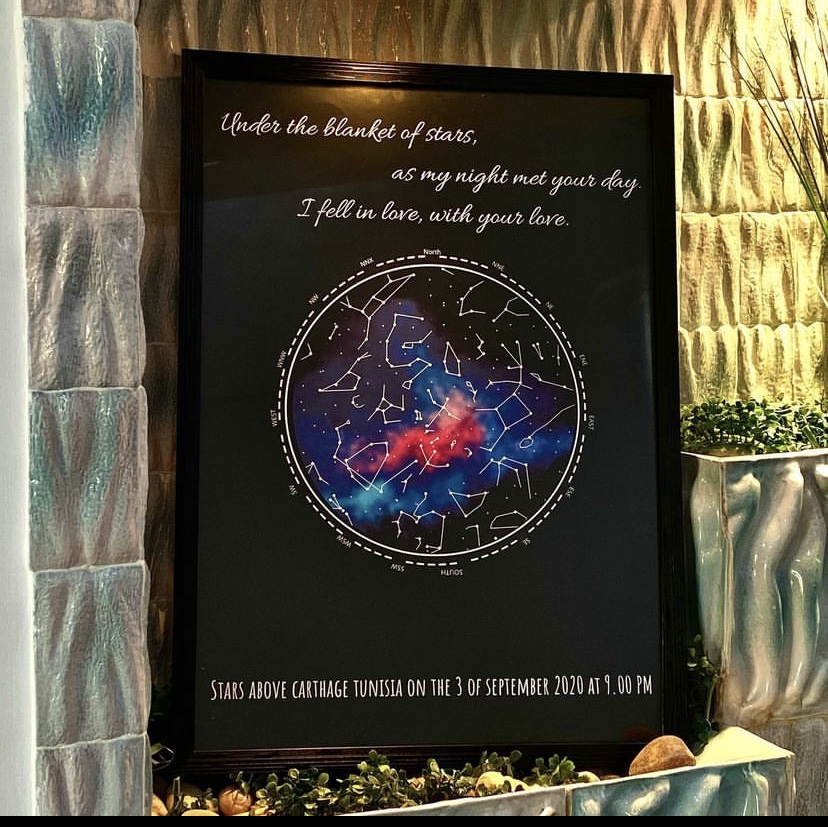 Under the blanket of stars,
as my night met your day.
I fell in love, with your love.
North
NNX
NNE
NW
NE
WNW
ENE
WEST
EAST
SW
ESE
WSW
SE
SSW
SOUTH
STARS ABOVE CARTHAGE TUNISIA ON THE 3 OF SEPTEMBER 2020 AT 9.00 PM